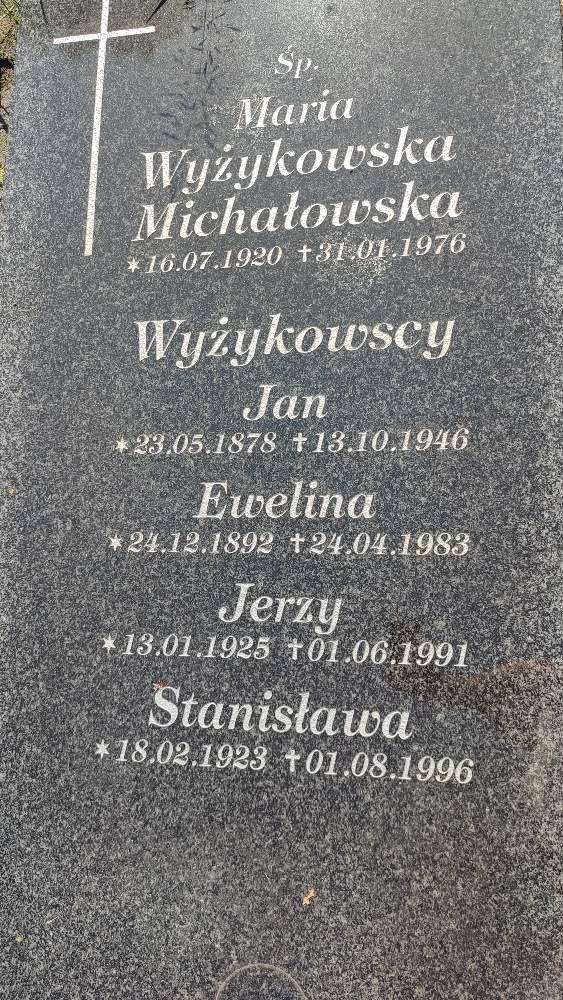 Śp.
Maria
Wyżykowska
Michałowska
*16.07.1920 †31.01.1976
Wyżykowscy
Jan
*23.05.1878 †13.10.1946
Ewelina
*24.12.1892 †24.04.1983
Jerzy
*13.01.1925 †01.06.1991
Stanisława
*18.02.1923 †01.08.1996